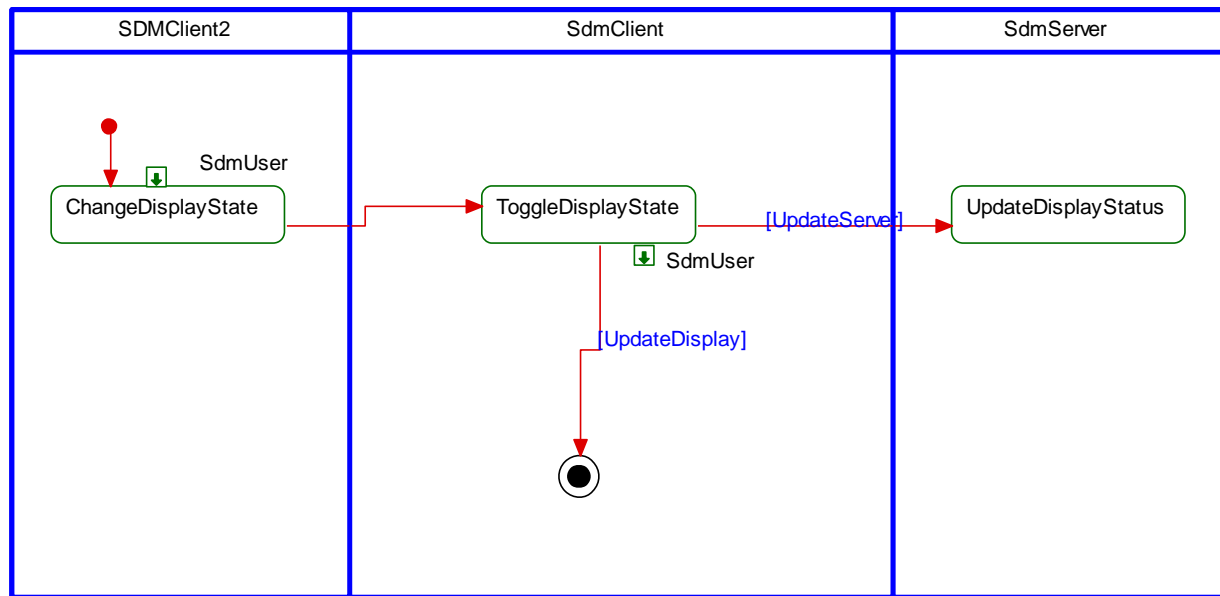 SDMClient2
SdmClient
SdmServer
SdmUser
ChangeDisplayState
ToggleDisplayState
[UpdateServer]
UpdateDisplayStatus
SdmUser
[UpdateDisplay]